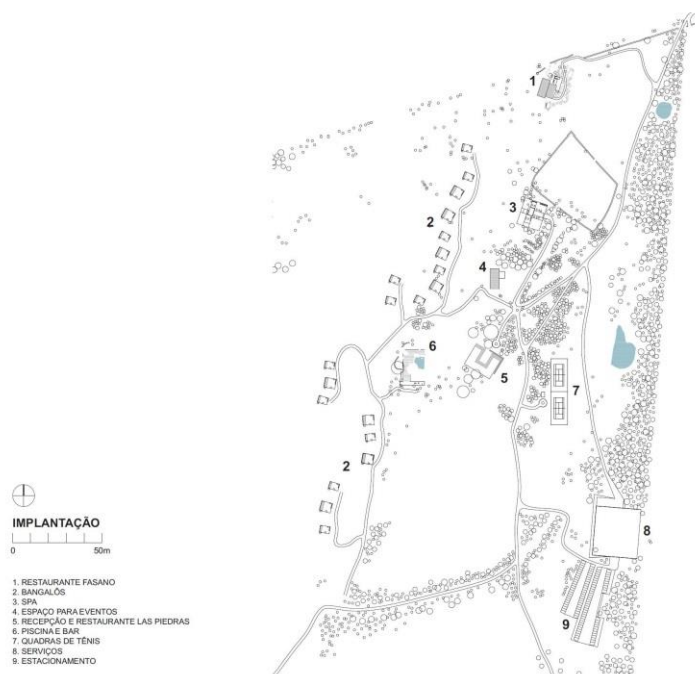 1
2
3
4
6
5
7
2
8
9
IMPLANTAÇÃO
0 50m
1. RESTAURANTE FASANO
2. BANGALÔS
3. SPA
4. ESPAÇO PARA EVENTOS
5. RECEPÇÃO E RESTAURANTE LAS PIEDRAS
6. PISCINA E BAR
7. QUADRAS DE TÊNIS
8. SERVIÇOS
9. ESTACIONAMENTO